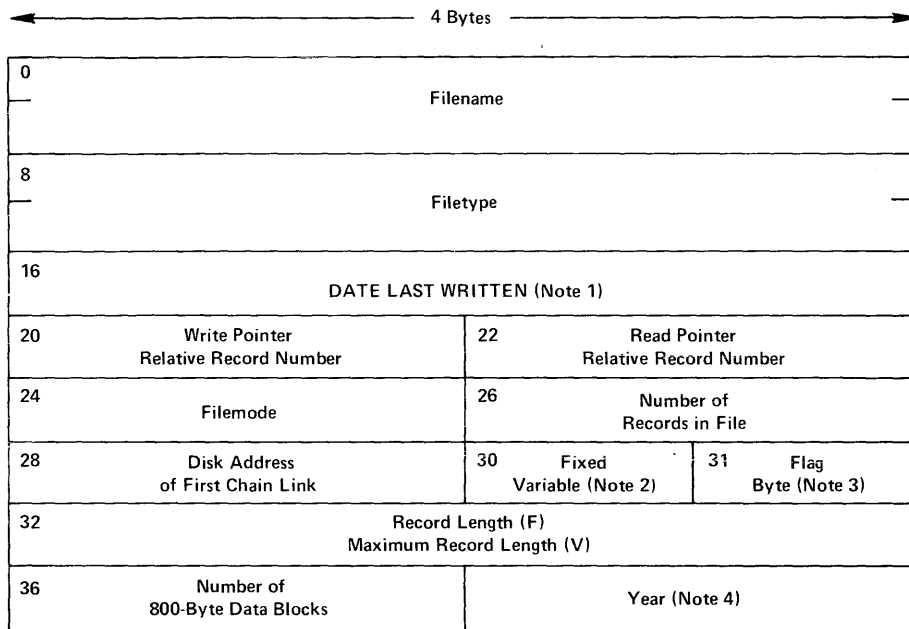 4 Bytes
0
Filename
8
Filetype
16
DATE LAST WRITTEN (Note 1)
20 Write Pointer
Relative Record Number
22 Read Pointer
Relative Record Number
24 Filemode
26 Number of
Records in File
28 Disk Address
of First Chain Link
30 Fixed
Variable (Note 2)
31 Flag
Byte (Note 3)
32 Record Length (F)
Maximum Record Length (V)
36 Number of
800-Byte Data Blocks
Year (Note 4)